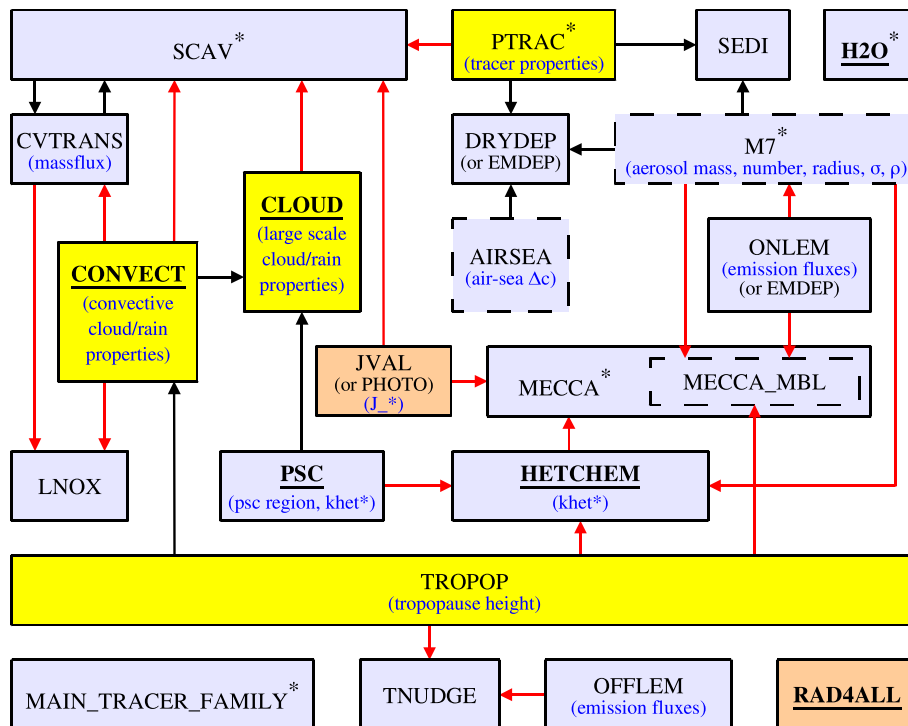 SCAV*
PTRAC*
(tracer properties)
SEDI
H2O*
CVTRANS
(massflux)
DRYDEP
(or EMDEP)
M7*
(aerosol mass, number, radius, σ, ρ)
CLOUD
(large scale
cloud/rain
properties)
AIRSEA
(air-sea Δc)
ONLEM
(emission fluxes)
(or EMDEP)
CONVECT
(convective
cloud/rain
properties)
JVAL
(or PHOTO)
(J_*)
MECCA*
MECCA_MBL
LNOX
PSC
(psc region, khet*)
HETCHEM
(khet*)
TROPOP
(tropopause height)
MAIN_TRACER_FAMILY*
TNUDGE
OFFLEM
(emission fluxes)
RAD4ALL